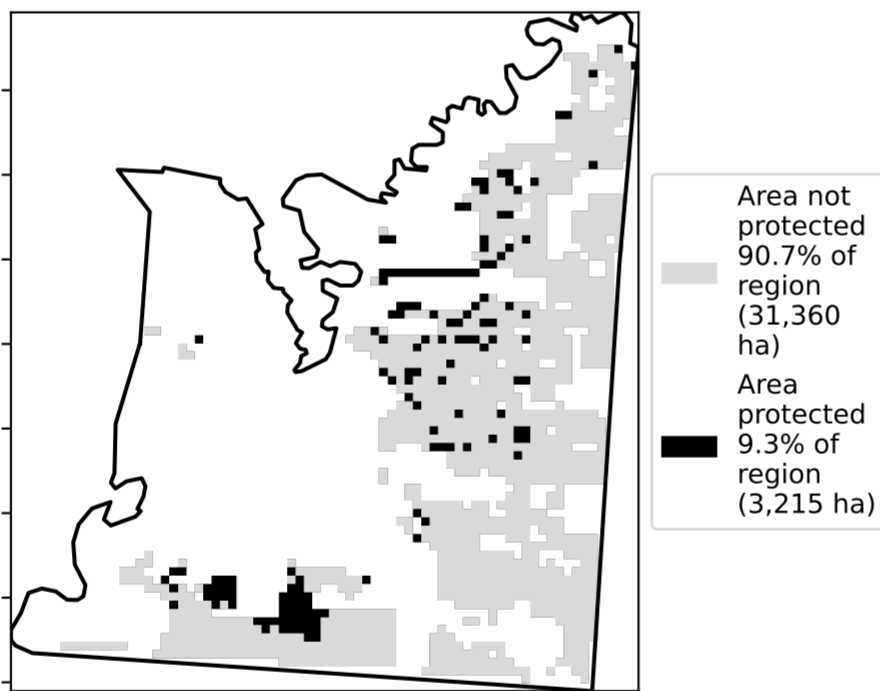 Area not
protected
90.7% of
region
(31,360
ha)
Area
protected
9.3% of
region
(3,215 ha)